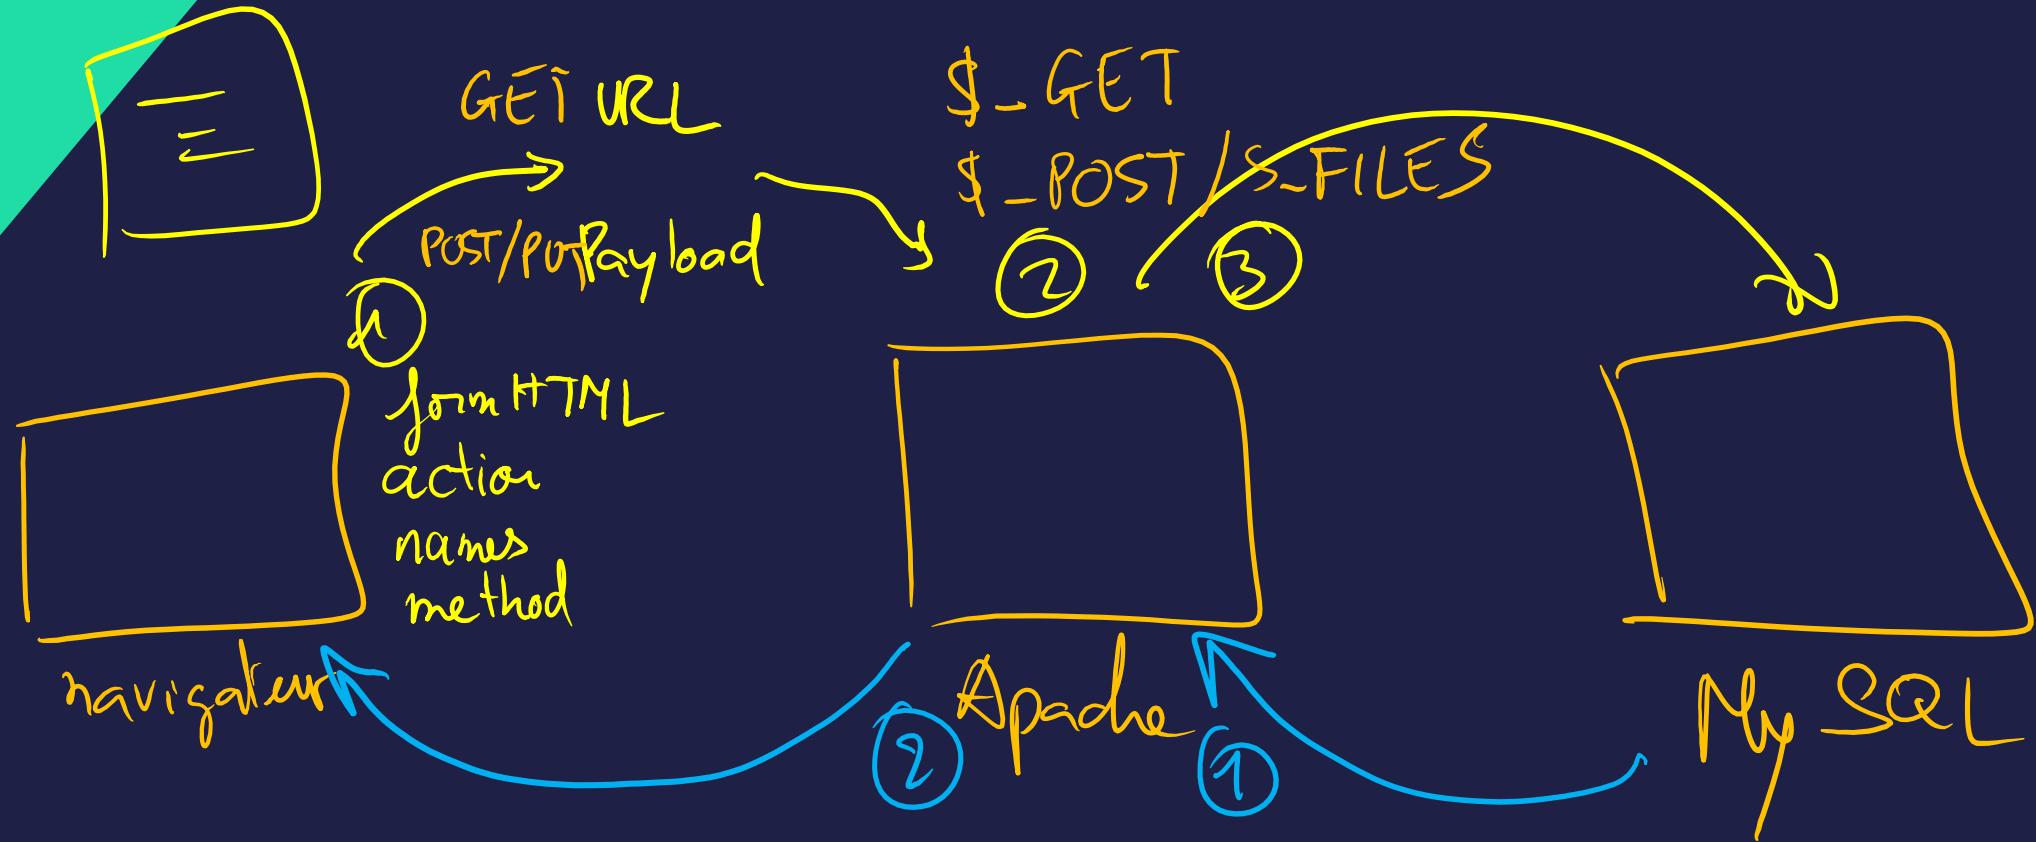 GET URL
POST/PUT Payload
1
form HTML
action
names
method
navigateur
$_GET
$_POST/$_FILES
2
3
Apache
2
1
My SQL